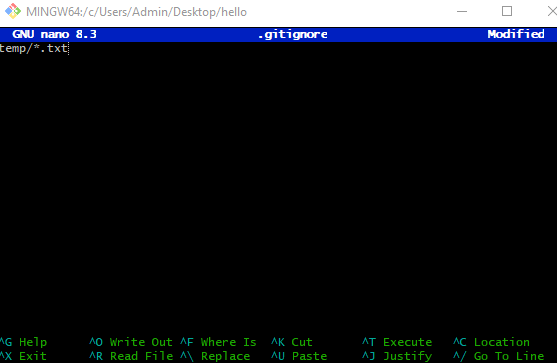 MINGW64:/c/Users/Admin/Desktop/hello
GNU nano 8.3 .gitignore Modified
temp/*.txt
^G Help ^O Write Out ^F Where Is ^K Cut ^T Execute ^C Location
^X Exit ^R Read File ^\ Replace ^U Paste ^J Justify ^/ Go To Line